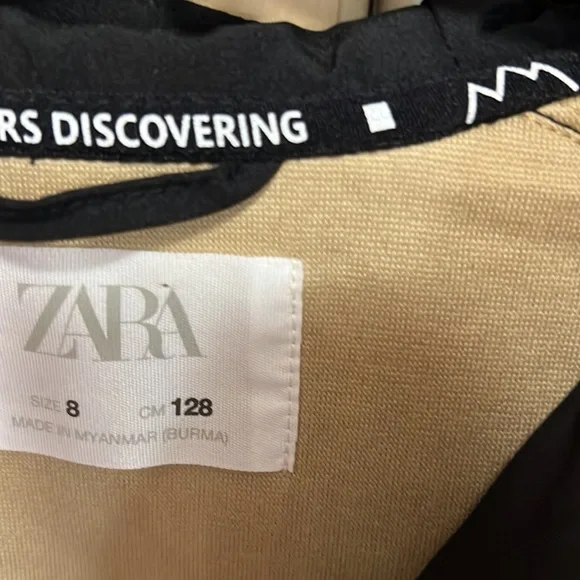 RS DISCOVERING
ZARA
SIZE 8 CM 128
MADE IN MYANMAR (BURMA)